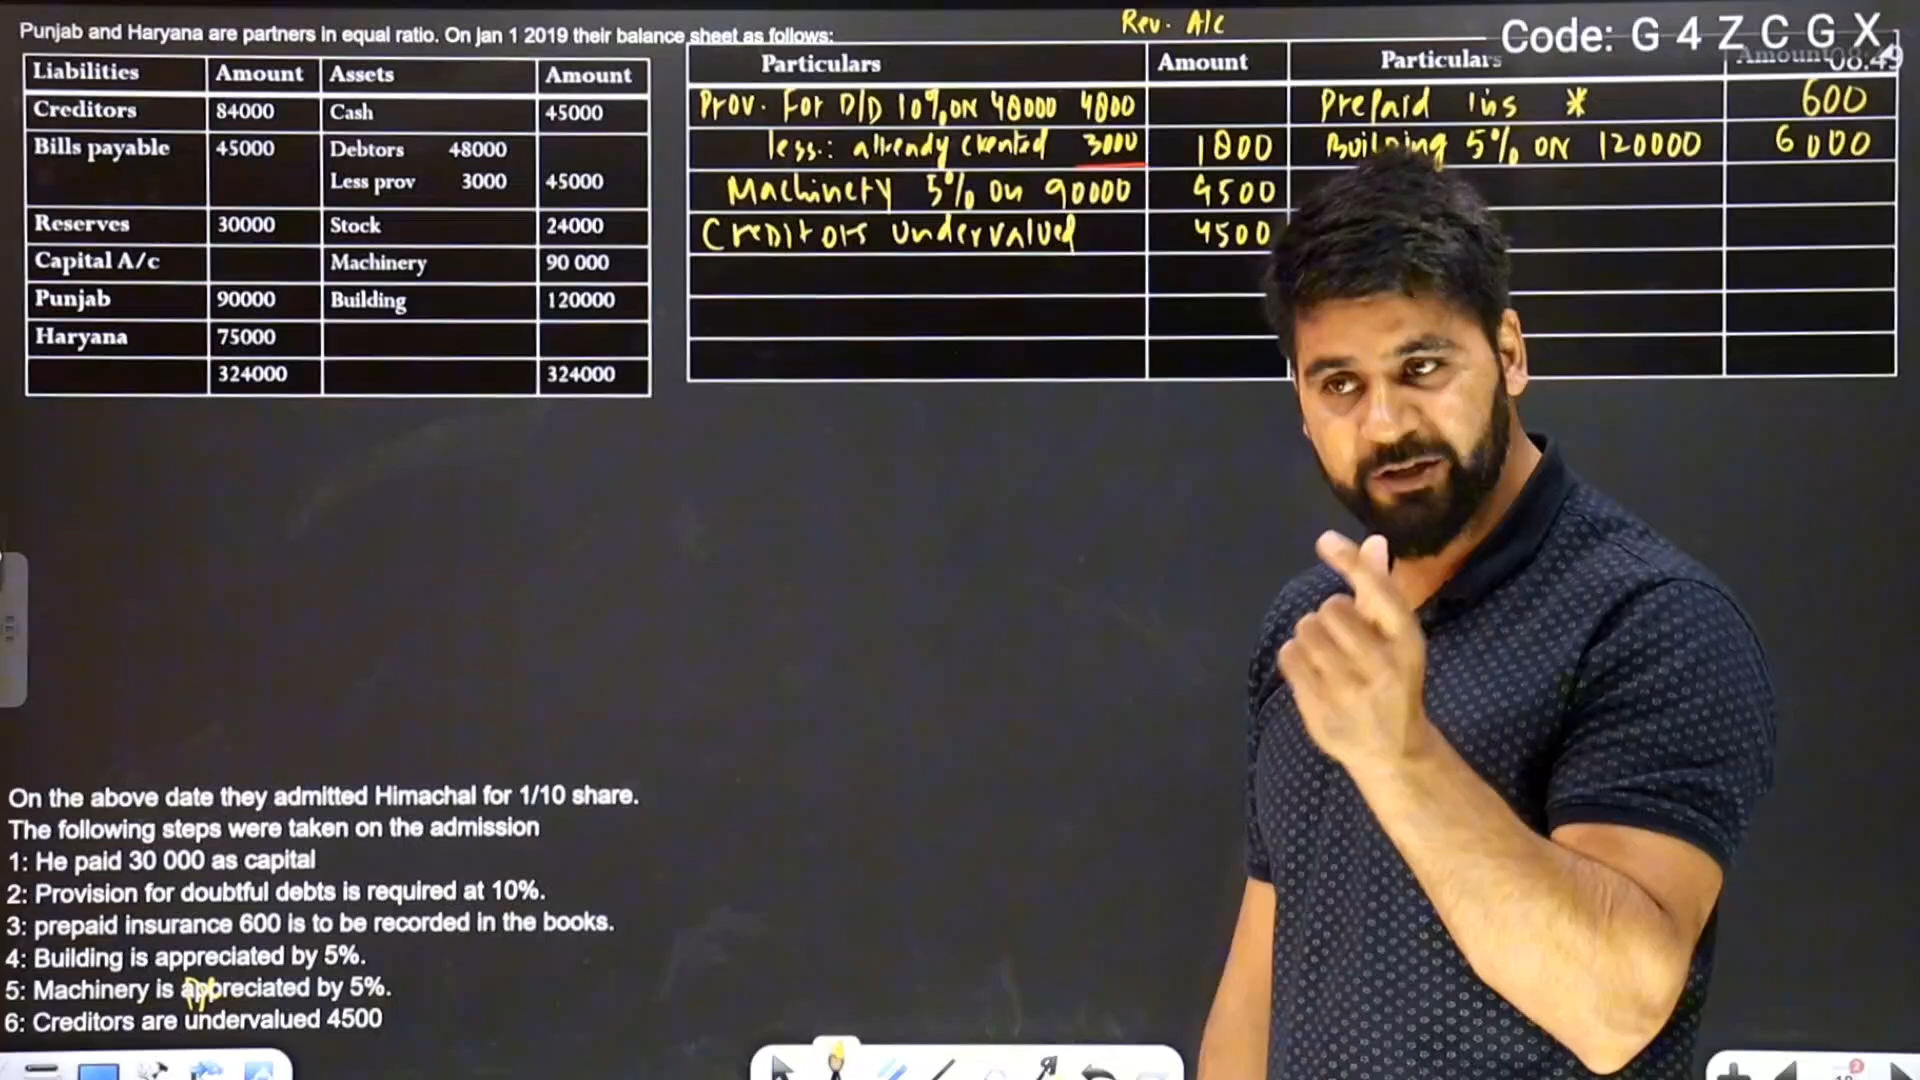 Punjab and Haryana are partners in equal ratio. On jan 1 2019 their balance sheet as follows:
Liabilities Amount Assets Amount
Creditors 84000 Cash 45000
Bills payable 45000 Debtors 48000
Less prov 3000 45000
Reserves 30000 Stock 24000
Capital A/c Machinery 90 000
Punjab 90000 Building 120000
Haryana 75000
324000 324000
Rev. A/c
Code: G 4 Z C G X
08:49
Particulars Amount Particulars Amount
Prov. For D/D 10% on 48000 4800 Prepaid ins * 600
less: already created 3000 1800 Building 5% on 120000 6000
Machinery 5% on 90000 4500
Creditors undervalued 4500
On the above date they admitted Himachal for 1/10 share.
The following steps were taken on the admission
1: He paid 30 000 as capital
2: Provision for doubtful debts is required at 10%.
3: prepaid insurance 600 is to be recorded in the books.
4: Building is appreciated by 5%.
5: Machinery is appreciated by 5%.
6: Creditors are undervalued 4500